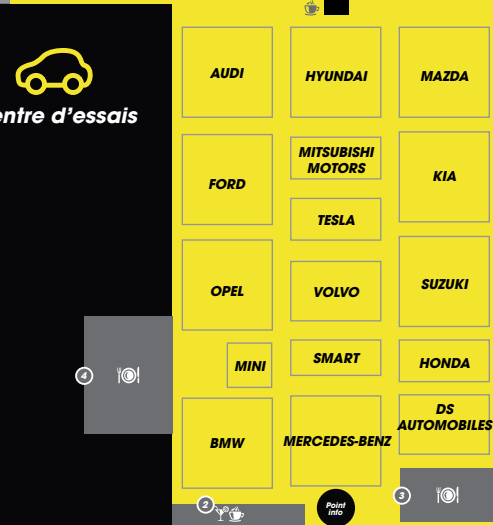 entre d'essais
AUDI
HYUNDAI
MAZDA
FORD
MITSUBISHI
MOTORS
KIA
TESLA
OPEL
VOLVO
SUZUKI
MINI
SMART
HONDA
BMW
MERCEDES-BENZ
DS
AUTOMOBILES
4
2
Point
info
3